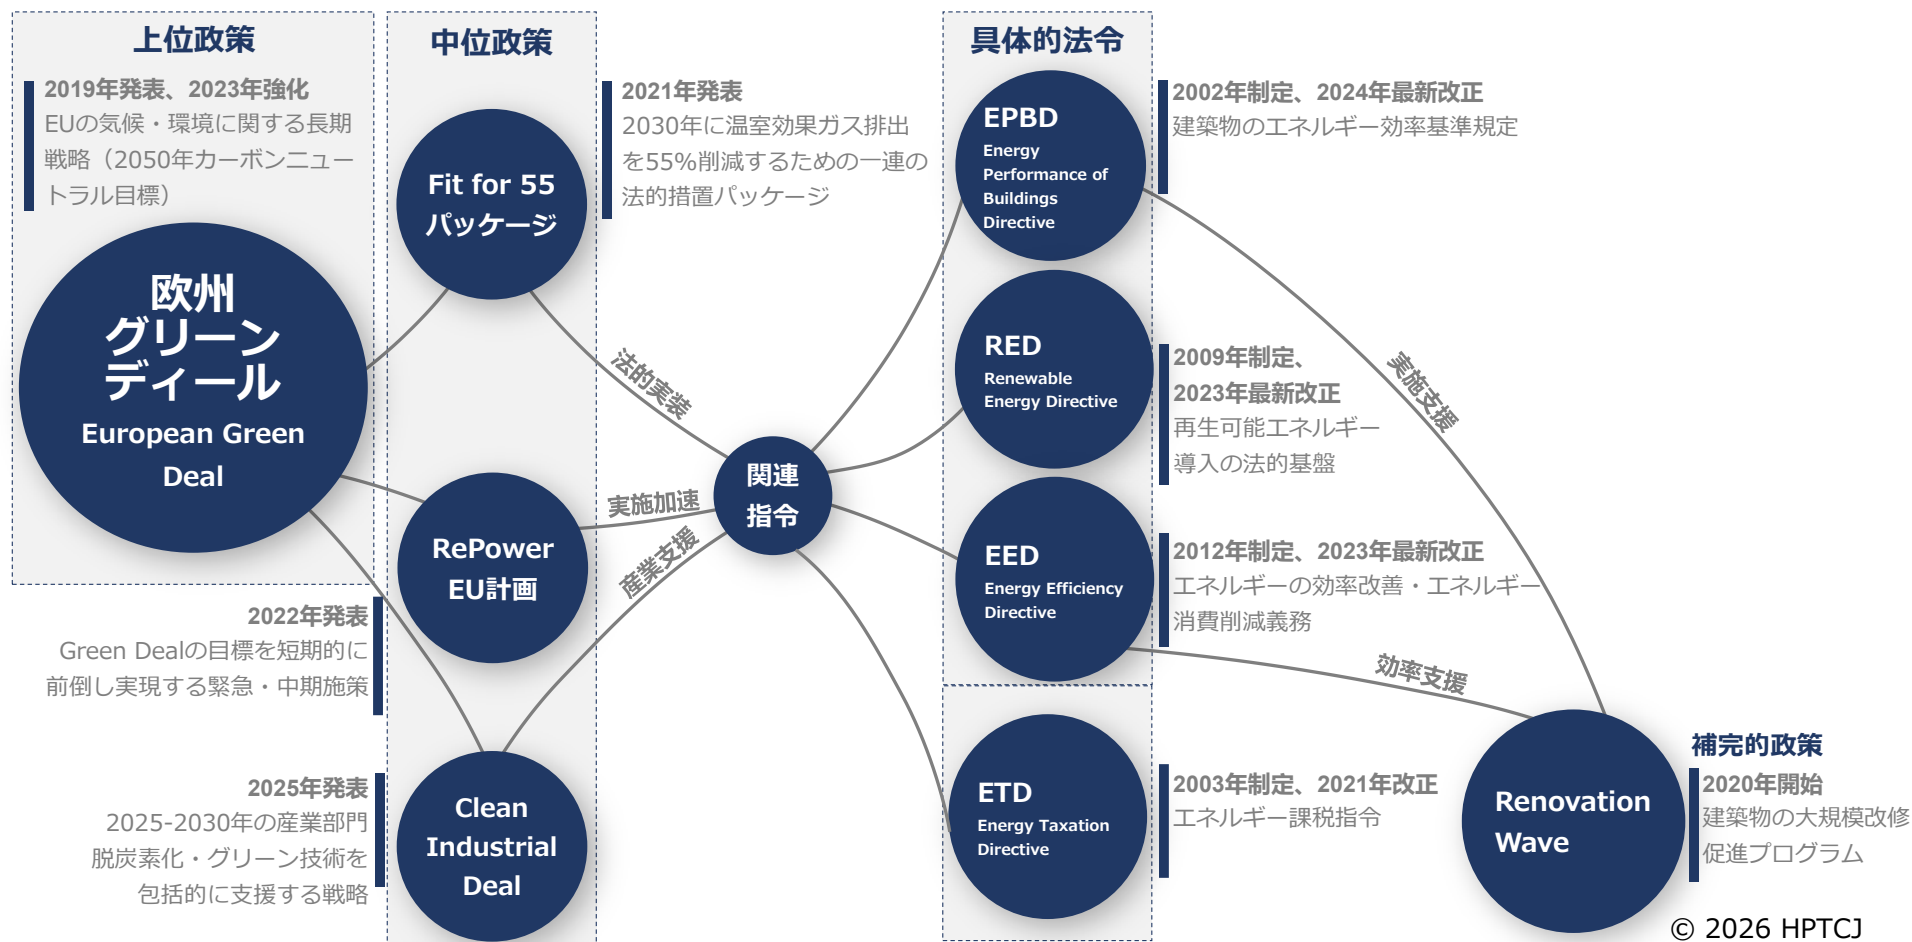 上位政策
2019年発表、2023年強化
EUの気候・環境に関する長期
戦略（2050年カーボンニュー
トラル目標）
欧州
グリーン
ディール
European Green
Deal
中位政策
Fit for 55
パッケージ
2021年発表
2030年に温室効果ガス排出
を55%削減するための一連の
法的措置パッケージ
RePower
EU計画
2022年発表
Green Dealの目標を短期的に
前倒し実現する緊急・中期施策
Clean
Industrial
Deal
2025年発表
2025-2030年の産業部門
脱炭素化・グリーン技術を
包括的に支援する戦略
法的実装
実施加速
産業支援
関連
指令
具体的法令
EPBD
Energy
Performance of
Buildings
Directive
2002年制定、2024年最新改正
建築物のエネルギー効率基準規定
RED
Renewable
Energy Directive
2009年制定、
2023年最新改正
再生可能エネルギー
導入の法的基盤
EED
Energy Efficiency
Directive
2012年制定、2023年最新改正
エネルギーの効率改善・エネルギー
消費削減義務
ETD
Energy Taxation
Directive
2003年制定、2021年改正
エネルギー課税指令
実施支援
効率支援
Renovation
Wave
補完的政策
2020年開始
建築物の大規模改修
促進プログラム
© 2026 HPTCJ